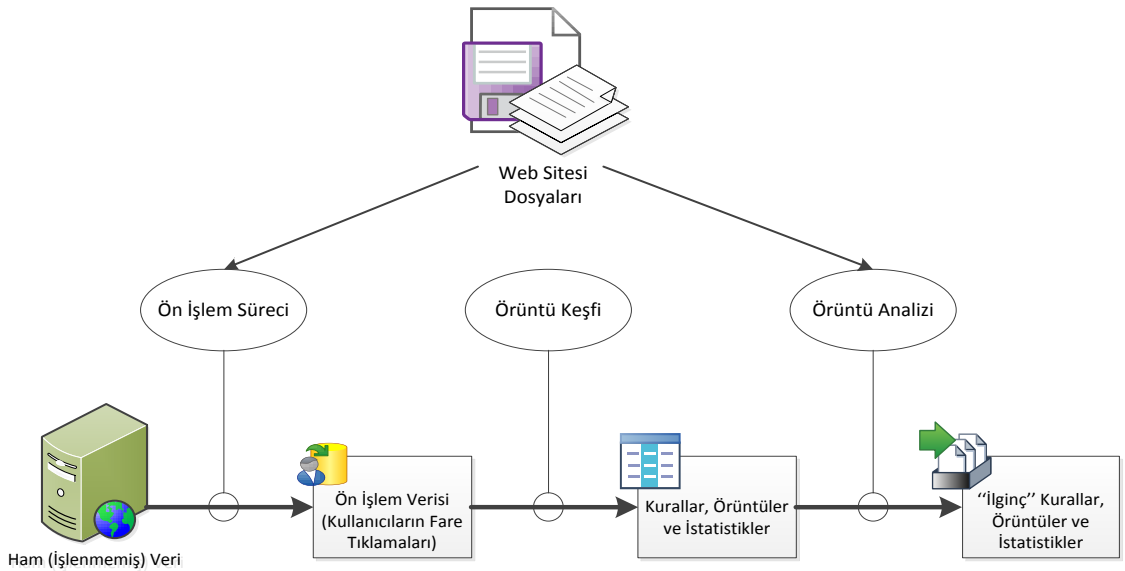 Web Sitesi
Dosyaları
Ön İşlem Süreci
Örüntü Keşfi
Örüntü Analizi
Ham (İşlenmemiş) Veri
Ön İşlem Verisi
(Kullanıcıların Fare
Tıklamaları)
Kurallar, Örüntüler
ve İstatistikler
‘‘İlginç’’ Kurallar,
Örüntüler ve
İstatistikler